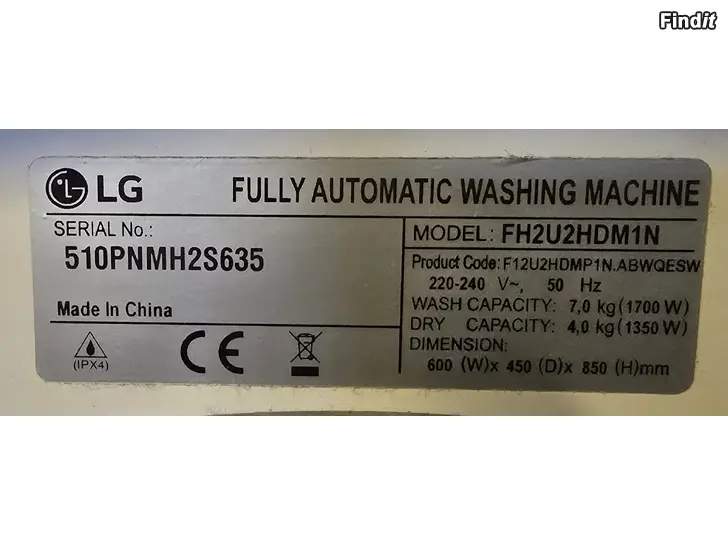 Findit
LG FULLY AUTOMATIC WASHING MACHINE
SERIAL No.:
510PNMH2S635
Made In China
(IPX4)
CE
MODEL: FH2U2HDM1N
Product Code: F12U2HDMP1N.ABWQESW
220-240 V~, 50 Hz
WASH CAPACITY: 7,0 kg(1700 W)
DRY CAPACITY: 4,0 kg(1350 W)
DIMENSION:
600 (W)x 450 (D)x 850 (H)mm